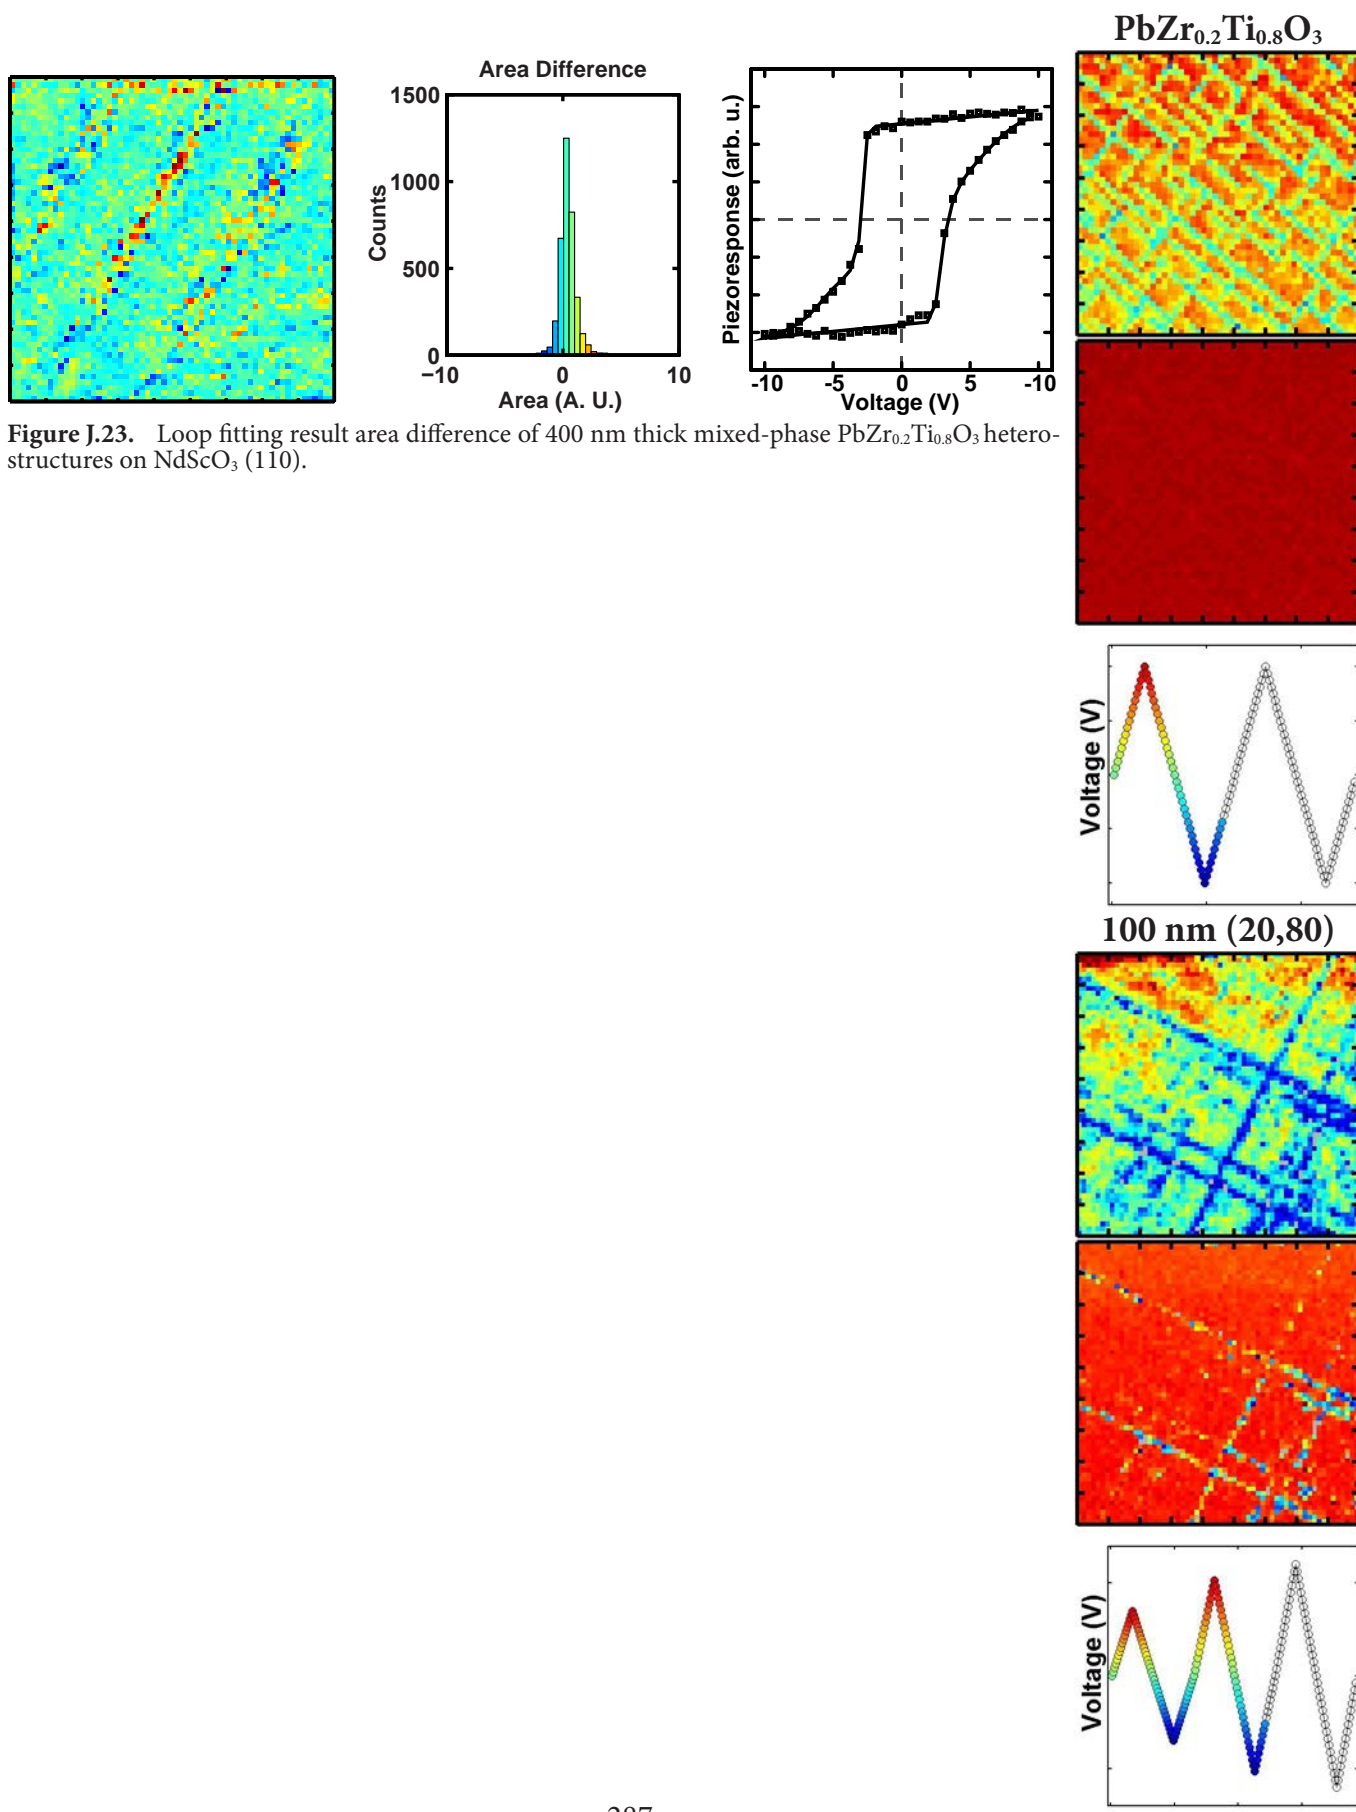 PbZr₀.₂Ti₀.₈O₃
Area Difference
1500
1000
500
0
Counts
−10
0
10
Area (A. U.)
Piezoresponse (arb. u.)
-10
-5
0
5
-10
Voltage (V)
Figure J.23. Loop fitting result area difference of 400 nm thick mixed-phase PbZr₀.₂Ti₀.₈O₃ hetero-
structures on NdScO₃ (110).
Voltage (V)
100 nm (20,80)
Voltage (V)